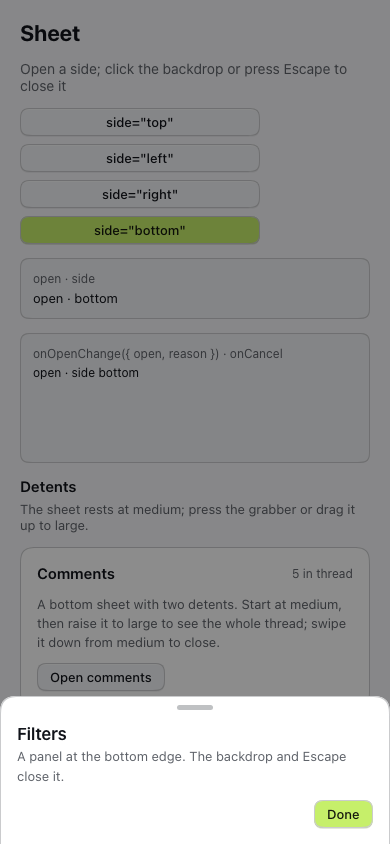 Sheet
Open a side; click the backdrop or press Escape to
close it
side="top"
side="left"
side="right"
side="bottom"
open · side
open · bottom
onOpenChange({ open, reason }) · onCancel
open · side bottom
Detents
The sheet rests at medium; press the grabber or drag it
up to large.
Comments
5 in thread
A bottom sheet with two detents. Start at medium,
then raise it to large to see the whole thread; swipe
it down from medium to close.
Open comments
Filters
A panel at the bottom edge. The backdrop and Escape
close it.
Done